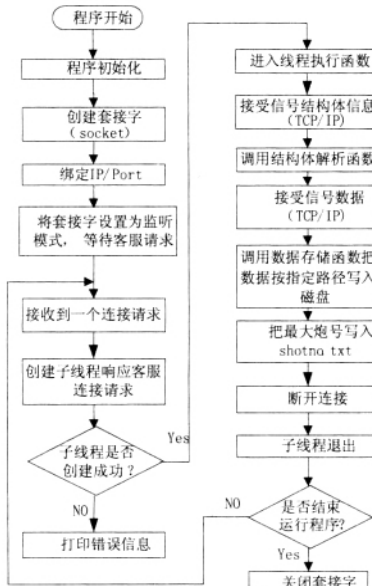 程序开始
程序初始化
创建套接字
(socket)
绑定IP/Port
将套接字设置为监听
模式，等待客服请求
接收到一个连接请求
创建子线程响应客服
连接请求
子线程是否
创建成功？
Yes
NO
打印错误信息
进入线程执行函数
接受信号结构体信息
(TCP/IP)
调用结构体解析函数
接受信号数据
(TCP/IP)
调用数据存储函数把
数据按指定路径写入
磁盘
把最大炮号写入
shotno txt
断开连接
子线程退出
是否结束
运行程序?
NO
Yes
关闭套接字